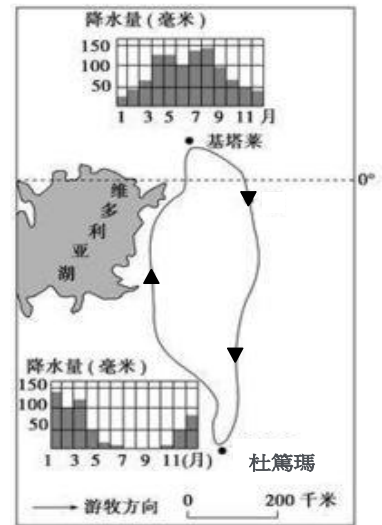 降水量(毫米)
150
100
50
1 3 5 7 9 11 月
基塔莱
0°
维多利亚湖
降水量(毫米)
150
100
50
1 3 5 7 9 11(月)
杜篤瑪
游牧方向
0 200 千米